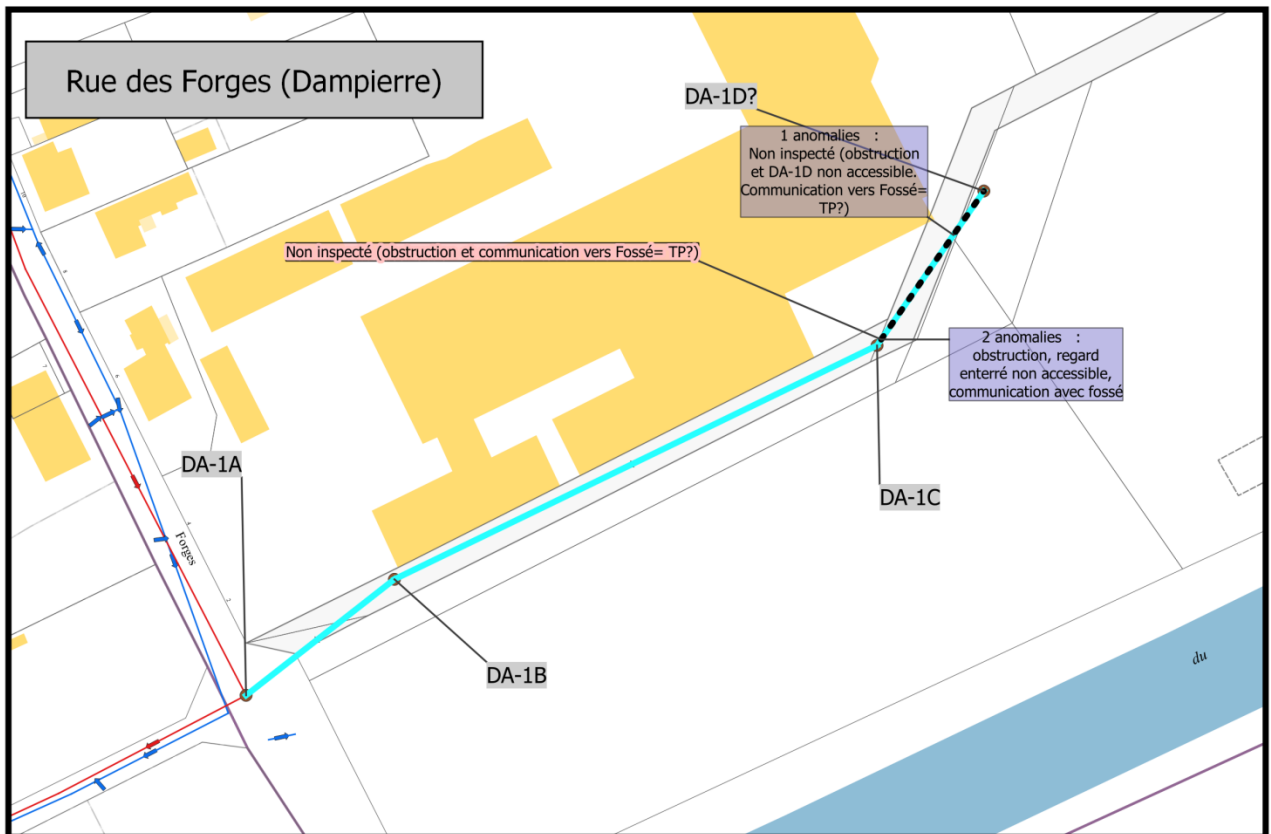 Rue des Forges (Dampierre)
DA-1D?
1 anomalies :
Non inspecté (obstruction
et DA-1D non accessible.
Communication vers Fossé=
TP?)
Non inspecté (obstruction et communication vers Fossé= TP?)
2 anomalies :
obstruction, regard
enterré non accessible,
communication avec fossé
DA-1A
DA-1C
Forges
DA-1B
du